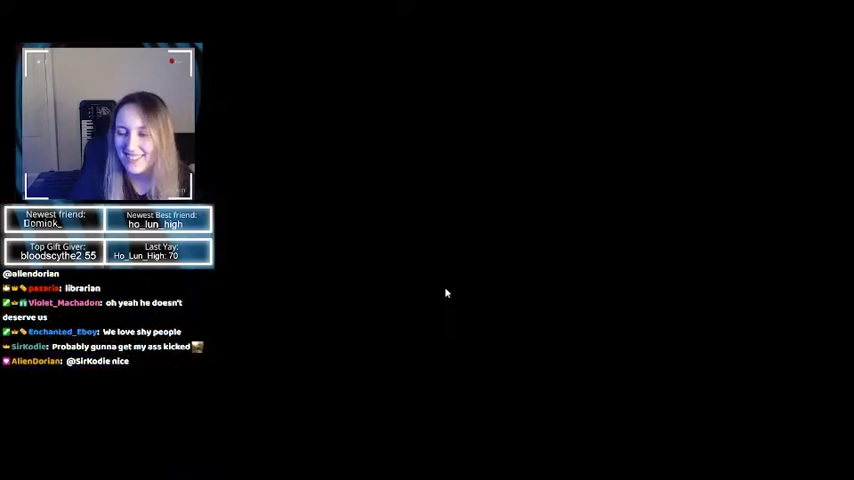 Newest friend:
Domiok_
Newest Best friend:
ho_lun_high
Top Gift Giver:
bloodscythe2 55
Last Yay:
Ho_Lun_High: 70
@aliendorian
pazaria: librarian
Violet_Machadon: oh yeah he doesn't
deserve us
Enchanted_Eboy: We love shy people
SirKodie: Probably gunna get my ass kicked
AlienDorian: @SirKodie nice